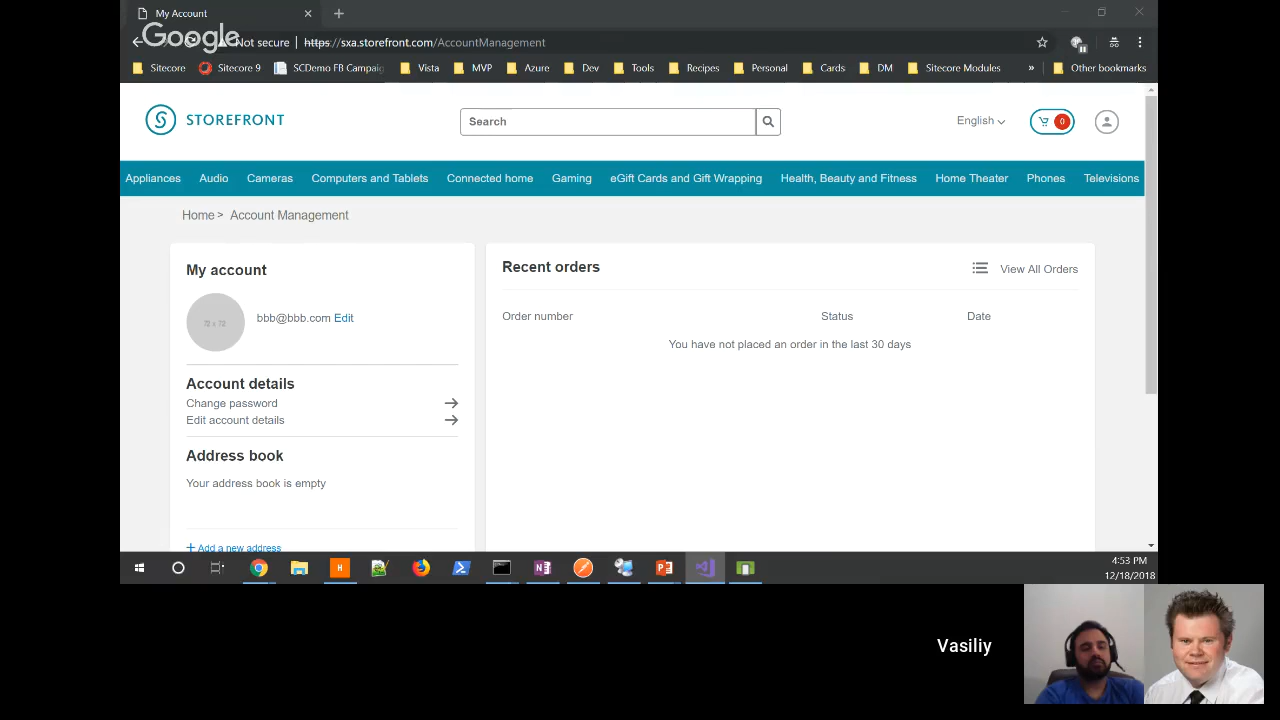 My Account
Google
Not secure | https://sxa.storefront.com/AccountManagement
Sitecore Sitecore 9 SCDemo FB Campaig Vista MVP Azure Dev Tools Recipes Personal Cards DM Sitecore Modules » Other bookmarks
STOREFRONT Search English 0
Appliances Audio Cameras Computers and Tablets Connected home Gaming eGift Cards and Gift Wrapping Health, Beauty and Fitness Home Theater Phones Televisions
Home > Account Management
My account
bbb@bbb.com Edit
Account details
Change password
Edit account details
Address book
Your address book is empty
+ Add a new address
Recent orders View All Orders
Order number Status Date
You have not placed an order in the last 30 days
4:53 PM
12/18/2018
Vasiliy